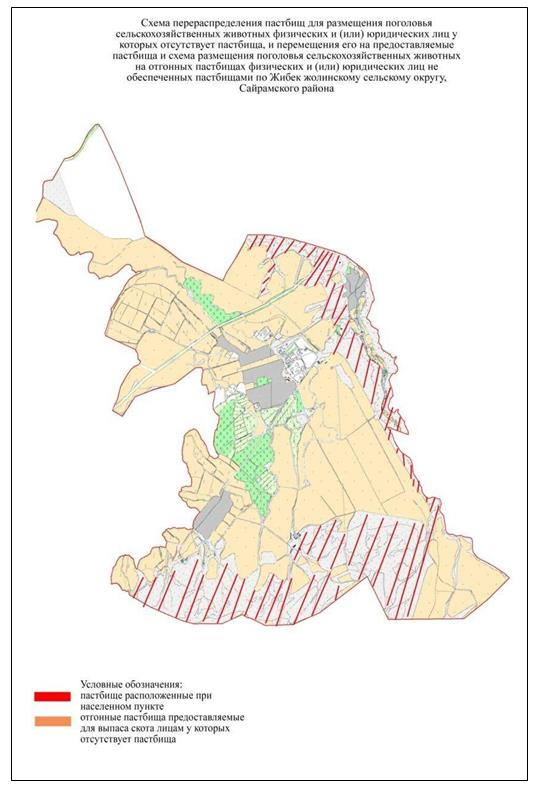 Схема перераспределения пастбищ для размещения поголовья
сельскохозяйственных животных физических и (или) юридических лиц у
которых отсутствует пастбища, и перемещения его на предоставляемые
пастбища и схема размещения поголовья сельскохозяйственных животных
на отгонных пастбищах физических и (или) юридических лиц не
обеспеченных пастбищами по Жибек жолинскому сельскому округу,
Сайрамского района
Условные обозначения:
пастбище расположенные при
населенном пункте
отгонные пастбища предоставляемые
для выпаса скота лицам у которых
отсутствует пастбища